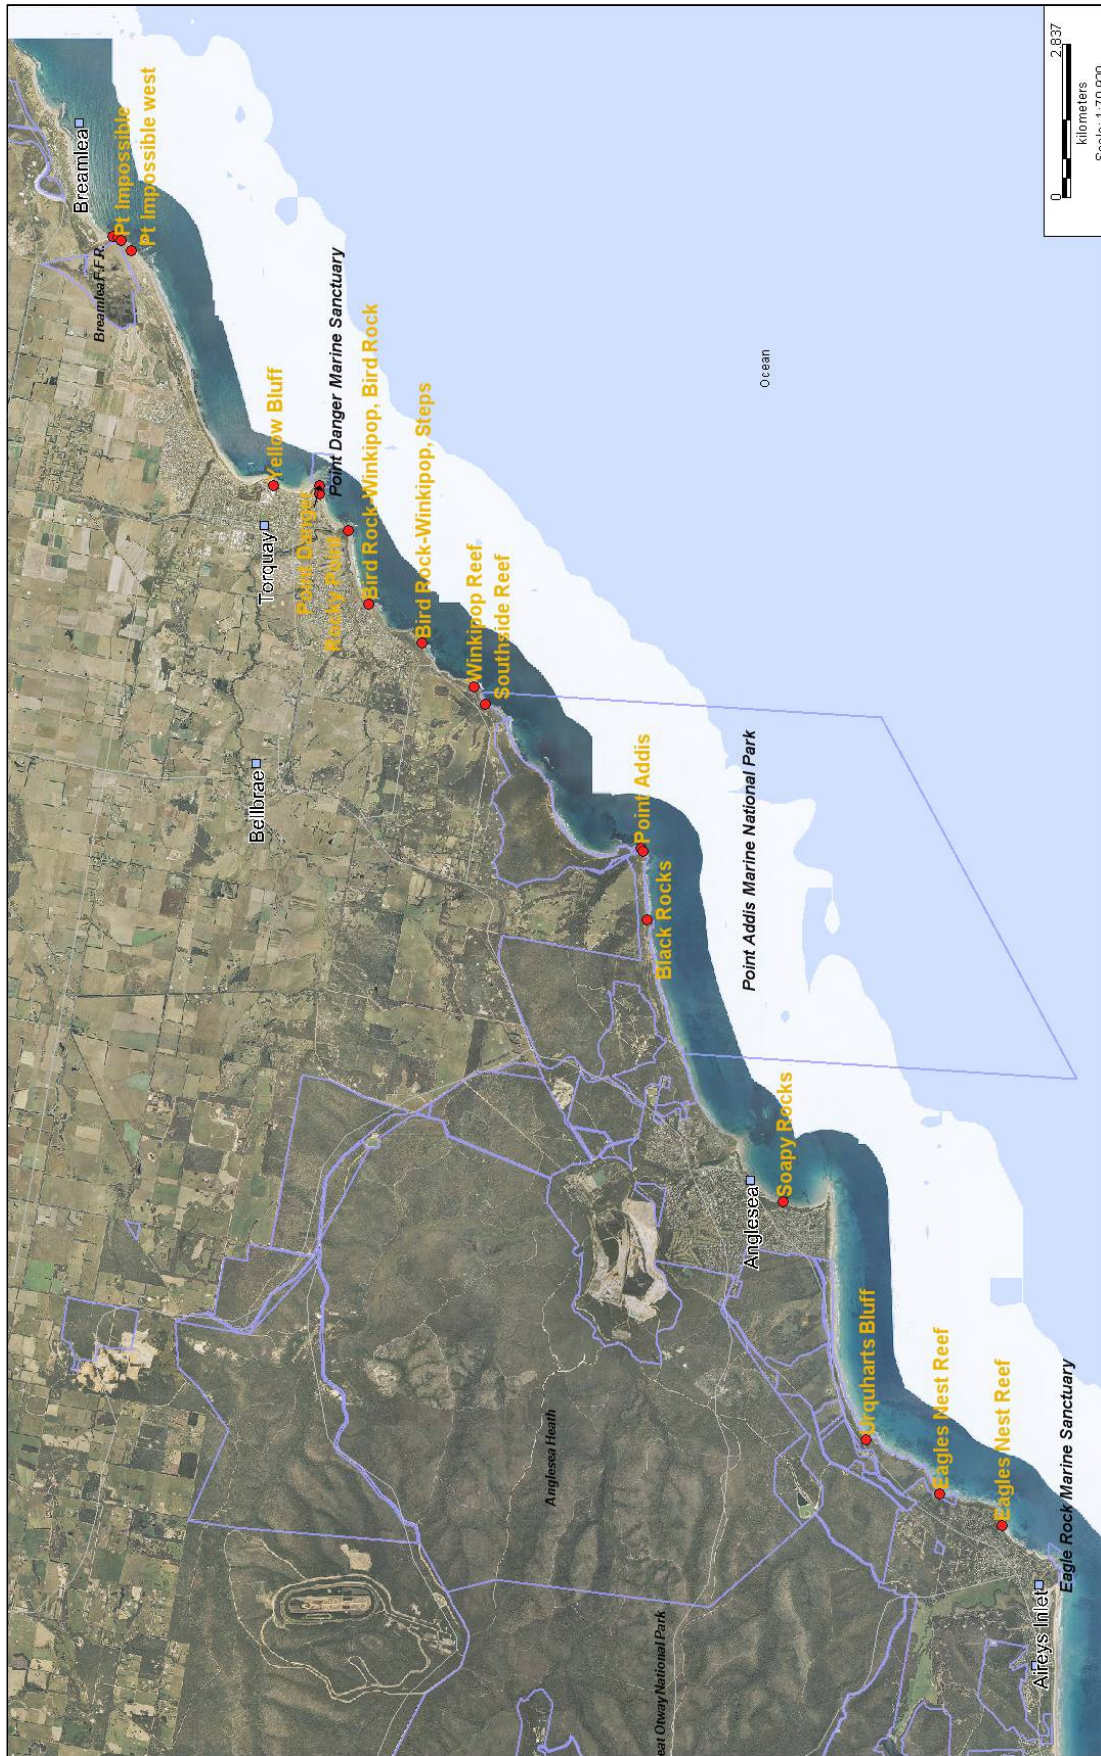 Breamlea
Pt Impossible
Pt Impossible west
Breamlea F.F.R.
Yellow Bluff
Point Danger Marine Sanctuary
Torquay
Point Danger
Rocky Point
Bird Rock-Winkipop, Bird Rock
Bird Rock-Winkipop, Steps
Winkipop Reef
Southside Reef
Bellbrae
Ocean
Point Addis
Black Rocks
Point Addis Marine National Park
Soapy Rocks
Anglesea
Urquharts Bluff
Eagles Nest Reef
Eagles Nest Reef
Eagle Rock Marine Sanctuary
Anglesea Heath
eat Otway National Park
Aireys Inlet
0 2.837
kilometers